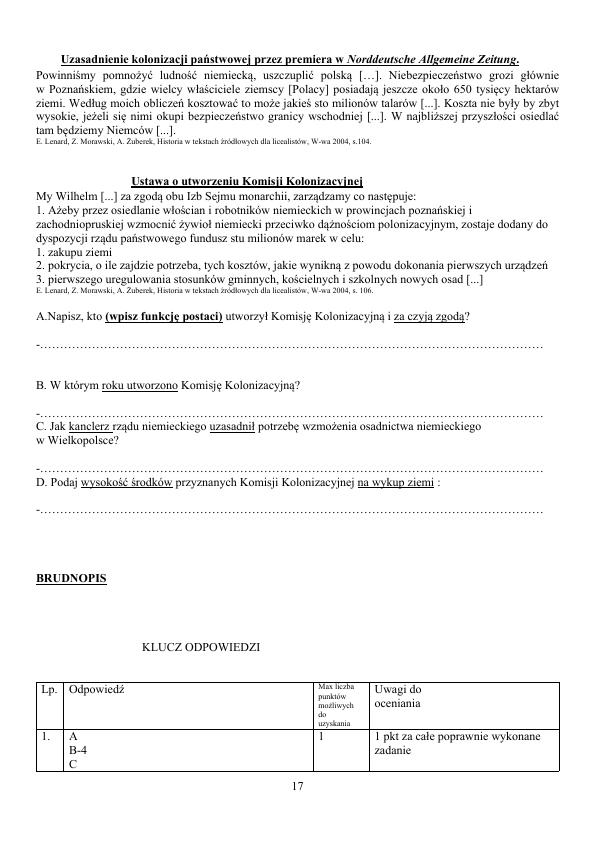 Uzasadnienie kolonizacji państwowej przez premiera w Norddeutsche Allgemeine Zeitung.
Powinniśmy pomnożyć ludność niemiecką, uszczuplić polską […]. Niebezpieczeństwo grozi głównie
w Poznańskiem, gdzie wielcy właściciele ziemscy [Polacy] posiadają jeszcze około 650 tysięcy hektarów
ziemi. Według moich obliczeń kosztować to może jakieś sto milionów talarów [...]. Koszta nie były by zbyt
wysokie, jeżeli się nimi okupi bezpieczeństwo granicy wschodniej [...]. W najbliższej przyszłości osiedlać
tam będziemy Niemców [...].
E. Lenard, Z. Morawski, A. Żuberek, Historia w tekstach źródłowych dla licealistów, W-wa 2004, s.104.
Ustawa o utworzeniu Komisji Kolonizacyjnej
My Wilhelm [...] za zgodą obu Izb Sejmu monarchii, zarządzamy co następuje:
1. Ażeby przez osiedlanie włościan i robotników niemieckich w prowincjach poznańskiej i
zachodniopruskiej wzmocnić żywioł niemiecki przeciwko dążnościom polonizacyjnym, zostaje dodany do
dyspozycji rządu państwowego fundusz stu milionów marek w celu:
1. zakupu ziemi
2. pokrycia, o ile zajdzie potrzeba, tych kosztów, jakie wynikną z powodu dokonania pierwszych urządzeń
3. pierwszego uregulowania stosunków gminnych, kościelnych i szkolnych nowych osad [...]
E. Lenard, Z. Morawski, A. Żuberek, Historia w tekstach źródłowych dla licealistów, W-wa 2004, s. 106.
A.Napisz, kto (wpisz funkcję postaci) utworzył Komisję Kolonizacyjną i za czyją zgodą?
-……………………………………………………………………………………………
B. W którym roku utworzono Komisję Kolonizacyjną?
-……………………………………………………………………………………………
C. Jak kanclerz rządu niemieckiego uzasadnił potrzebę wzmożenia osadnictwa niemieckiego
w Wielkopolsce?
-……………………………………………………………………………………………
D. Podaj wysokość środków przyznanych Komisji Kolonizacyjnej na wykup ziemi :
-……………………………………………………………………………………………
BRUDNOPIS
KLUCZ ODPOWIEDZI
Lp. Odpowiedź Max liczba punktów możliwych do uzyskania Uwagi do oceniania
1. A 1 1 pkt za całe poprawnie wykonane
B-4 zadanie
C
17